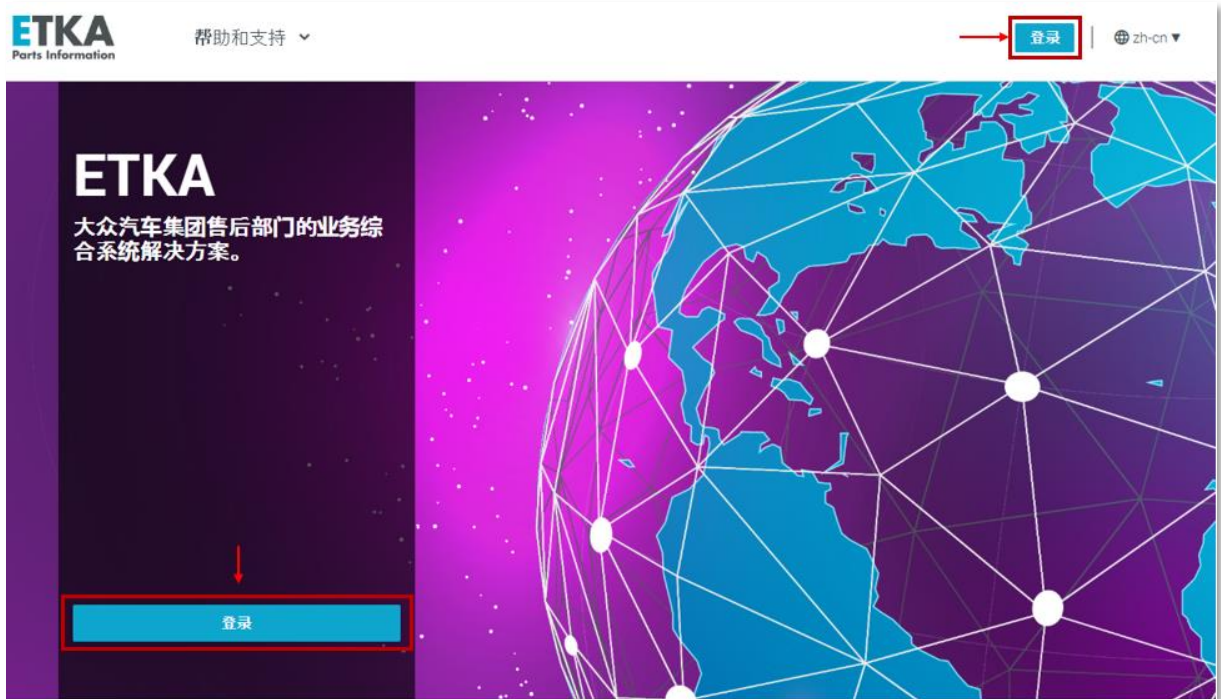 ETKA
Parts Information
帮助和支持
登录
zh-cn
ETKA
大众汽车集团售后部门的业务综
合系统解决方案。
登录